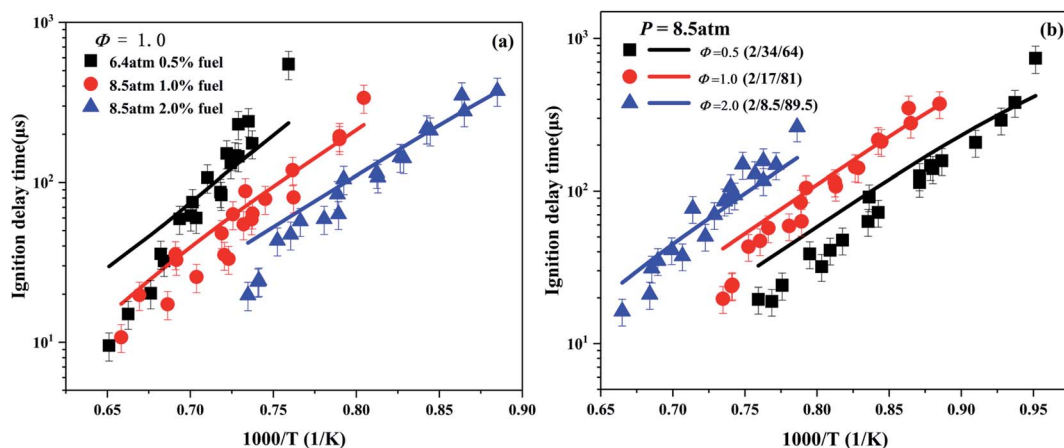 Φ = 1.0
(a)
6.4atm 0.5% fuel
8.5atm 1.0% fuel
8.5atm 2.0% fuel
Ignition delay time(μs)
10³
10²
10¹
0.65 0.70 0.75 0.80 0.85 0.90
1000/T (1/K)
P = 8.5atm
(b)
Φ=0.5 (2/34/64)
Φ=1.0 (2/17/81)
Φ=2.0 (2/8.5/89.5)
Ignition delay time(μs)
10³
10²
10¹
0.65 0.70 0.75 0.80 0.85 0.90 0.95 1.00
1000/T (1/K)